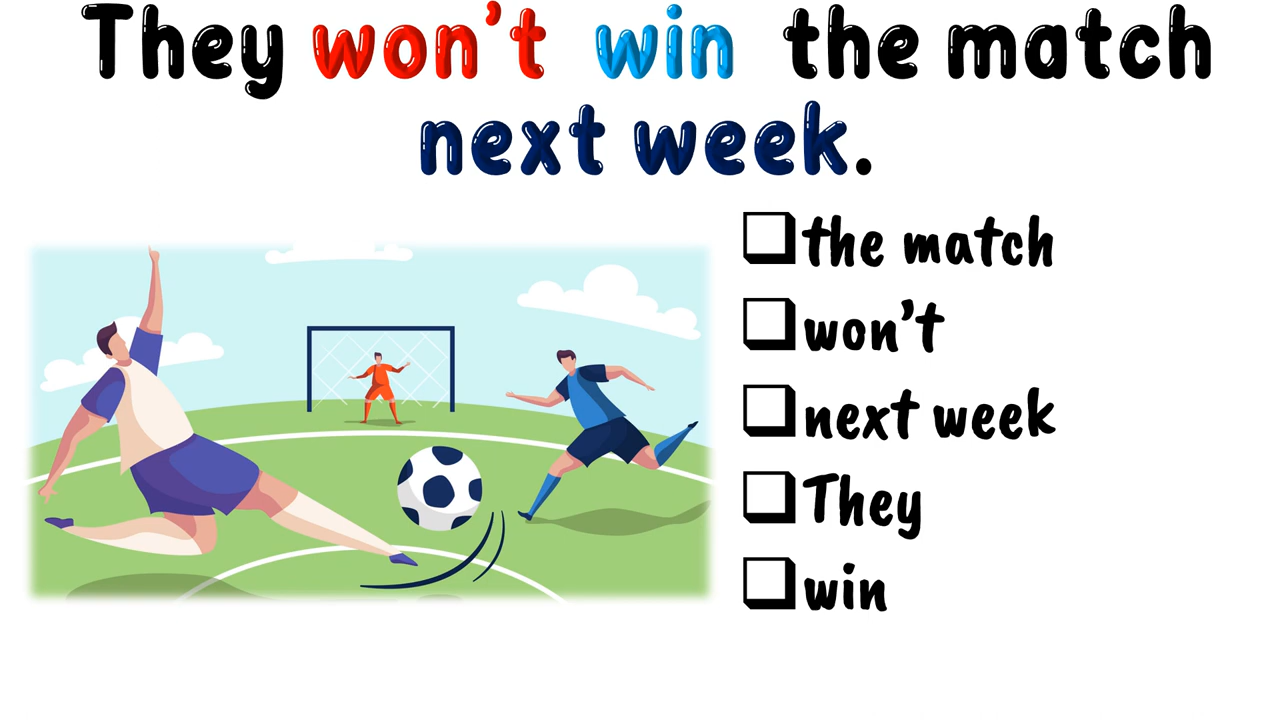 They won't win the match
next week.
the match
won't
next week
They
win